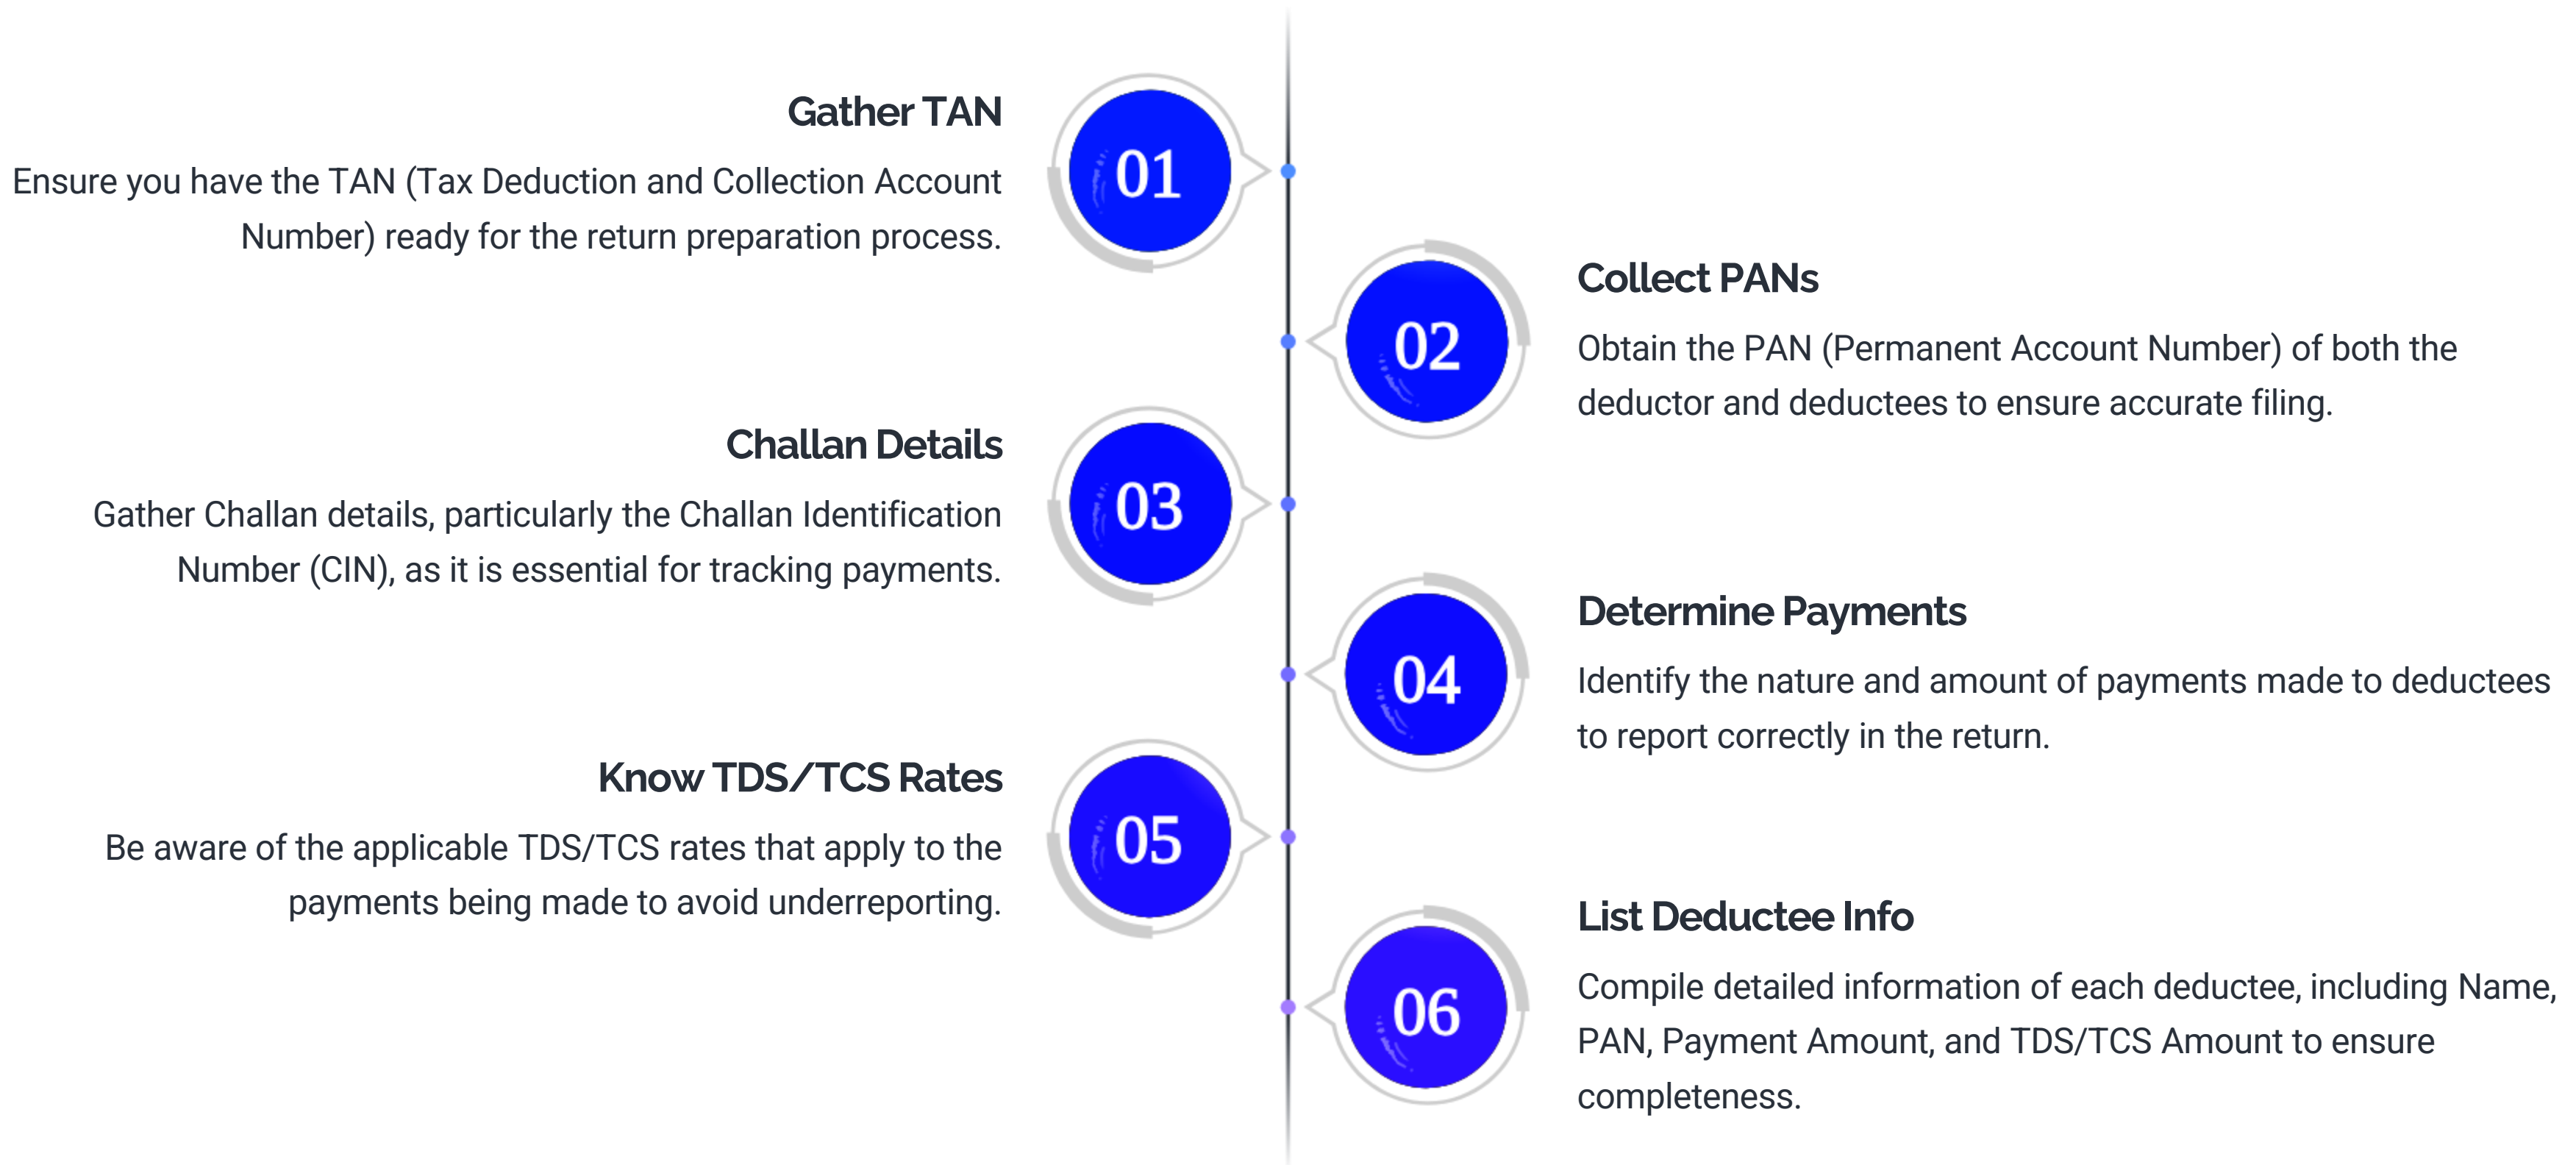 Gather TAN
Ensure you have the TAN (Tax Deduction and Collection Account
Number) ready for the return preparation process.
01
02
Collect PANs
Obtain the PAN (Permanent Account Number) of both the
deductor and deductees to ensure accurate filing.
Challan Details
Gather Challan details, particularly the Challan Identification
Number (CIN), as it is essential for tracking payments.
03
04
Determine Payments
Identify the nature and amount of payments made to deductees
to report correctly in the return.
Know TDS/TCS Rates
Be aware of the applicable TDS/TCS rates that apply to the
payments being made to avoid underreporting.
05
06
List Deductee Info
Compile detailed information of each deductee, including Name,
PAN, Payment Amount, and TDS/TCS Amount to ensure
completeness.